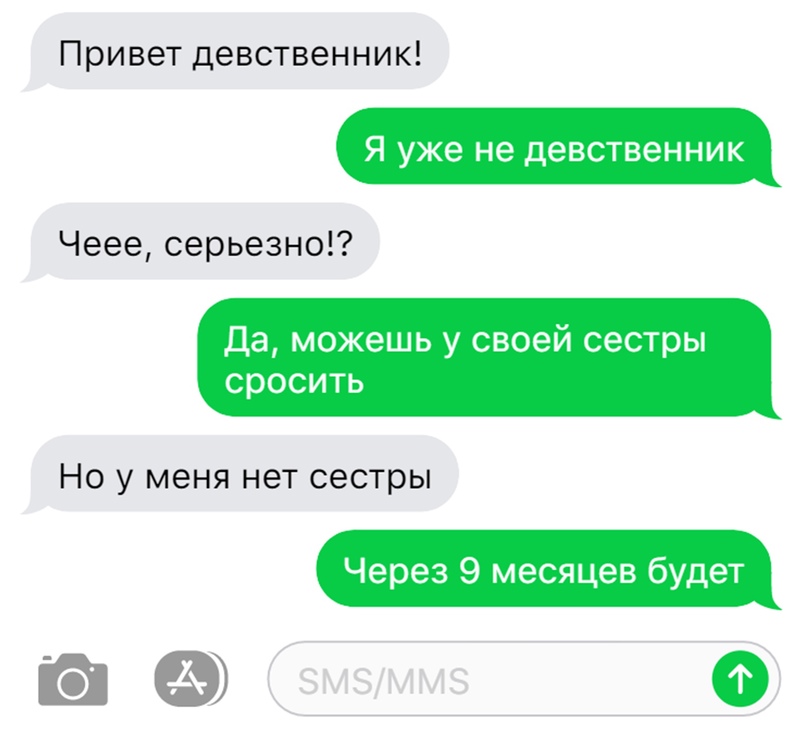 Привет девственник!
Я уже не девственник
Чеее, серьезно!?
Да, можешь у своей сестры
сросить
Но у меня нет сестры
Через 9 месяцев будет
SMS/MMS